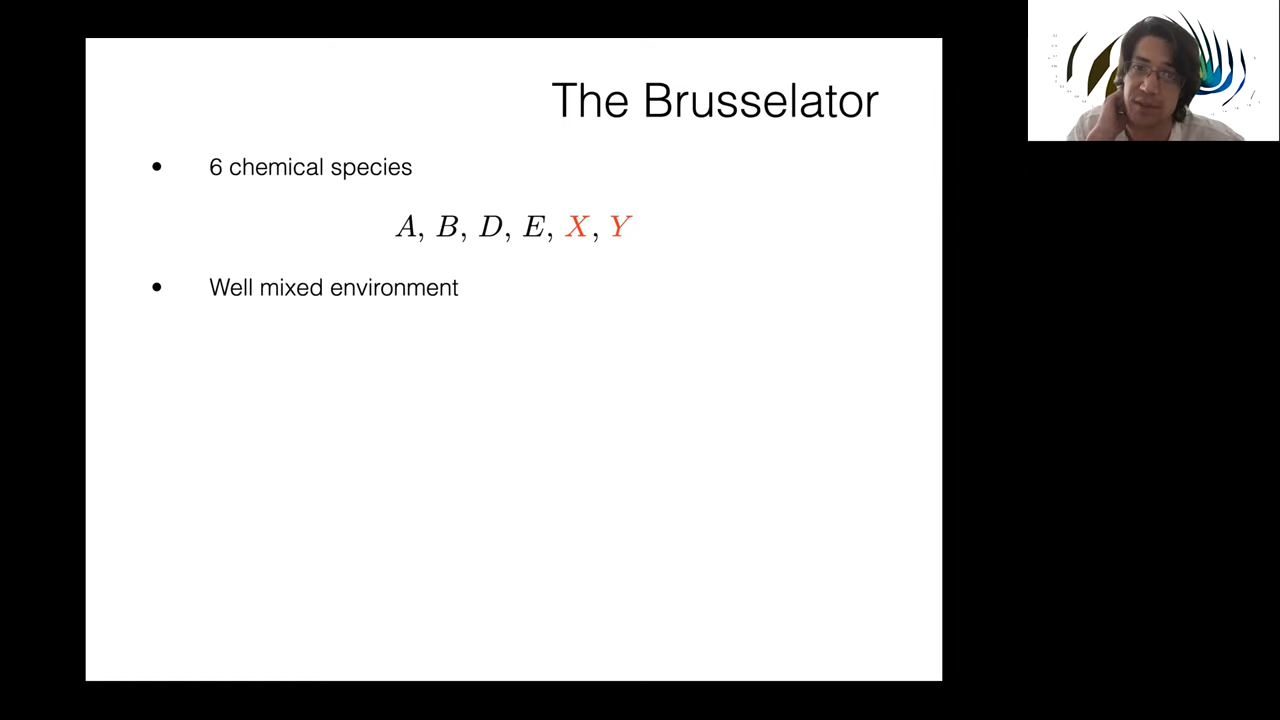 The Brusselator
• 6 chemical species
A, B, D, E, X, Y
• Well mixed environment